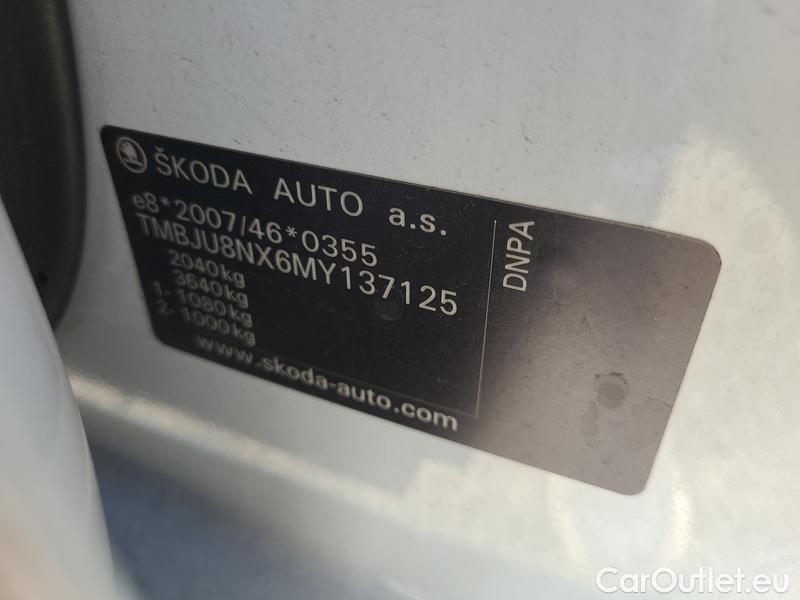 ŠKODA AUTO a.s.
e8*2007/46*0355
TMBJU8NX6MY137125
2040kg
3640kg
1- 1080kg
2- 1000kg
www.skoda-auto.com
DNPA
CarOutlet.eu